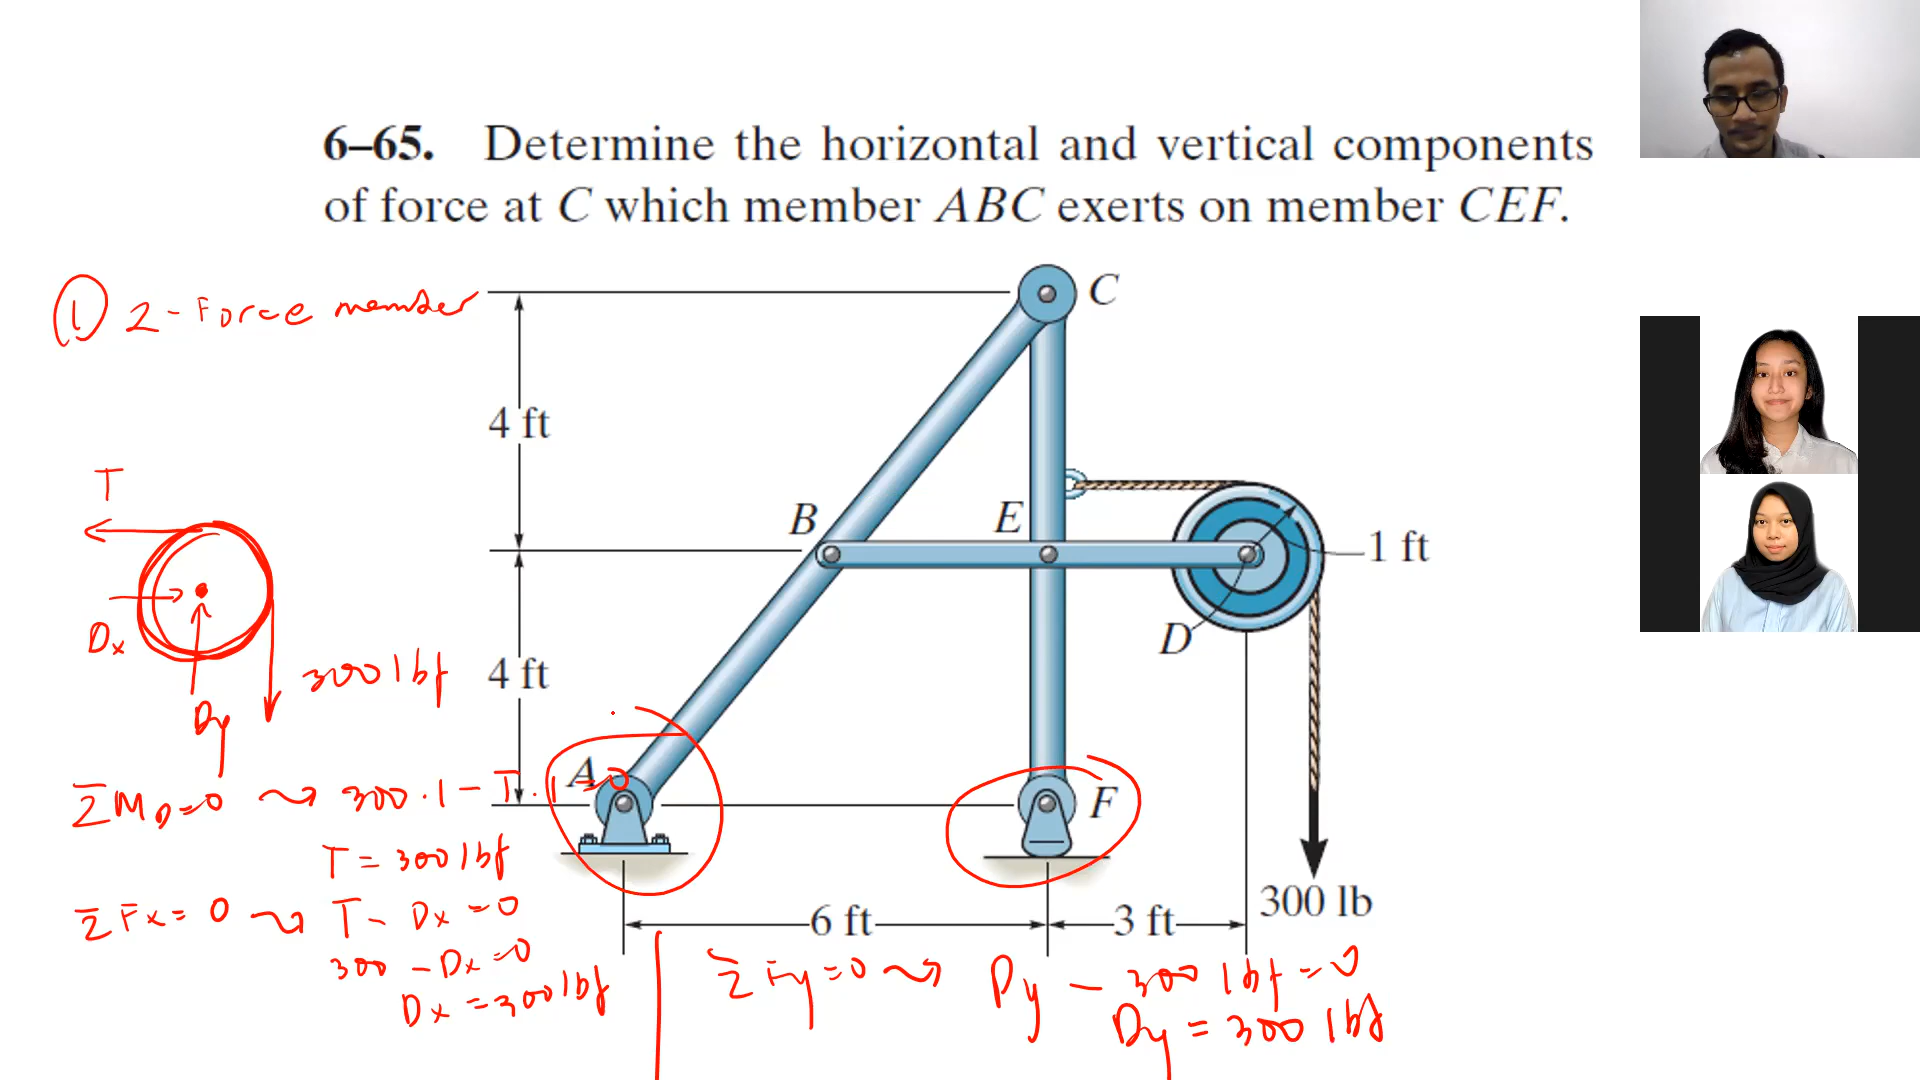 6–65. Determine the horizontal and vertical components
of force at C which member ABC exerts on member CEF.
① 2-Force member
C
4 ft
B
E
1 ft
D
4 ft
A
F
6 ft
3 ft
300 lb
T
Dx
Dy
300 lbf
ΣM_D=0 ⇝ 300.1 - T.1 =0
T = 300 lbf
ΣFx = 0 ⇝ T - Dx =0
300 - Dx =0
Dx =300 lbf
ΣFy=0 ⇝ Dy - 300 lbf =0
Dy = 300 lbf